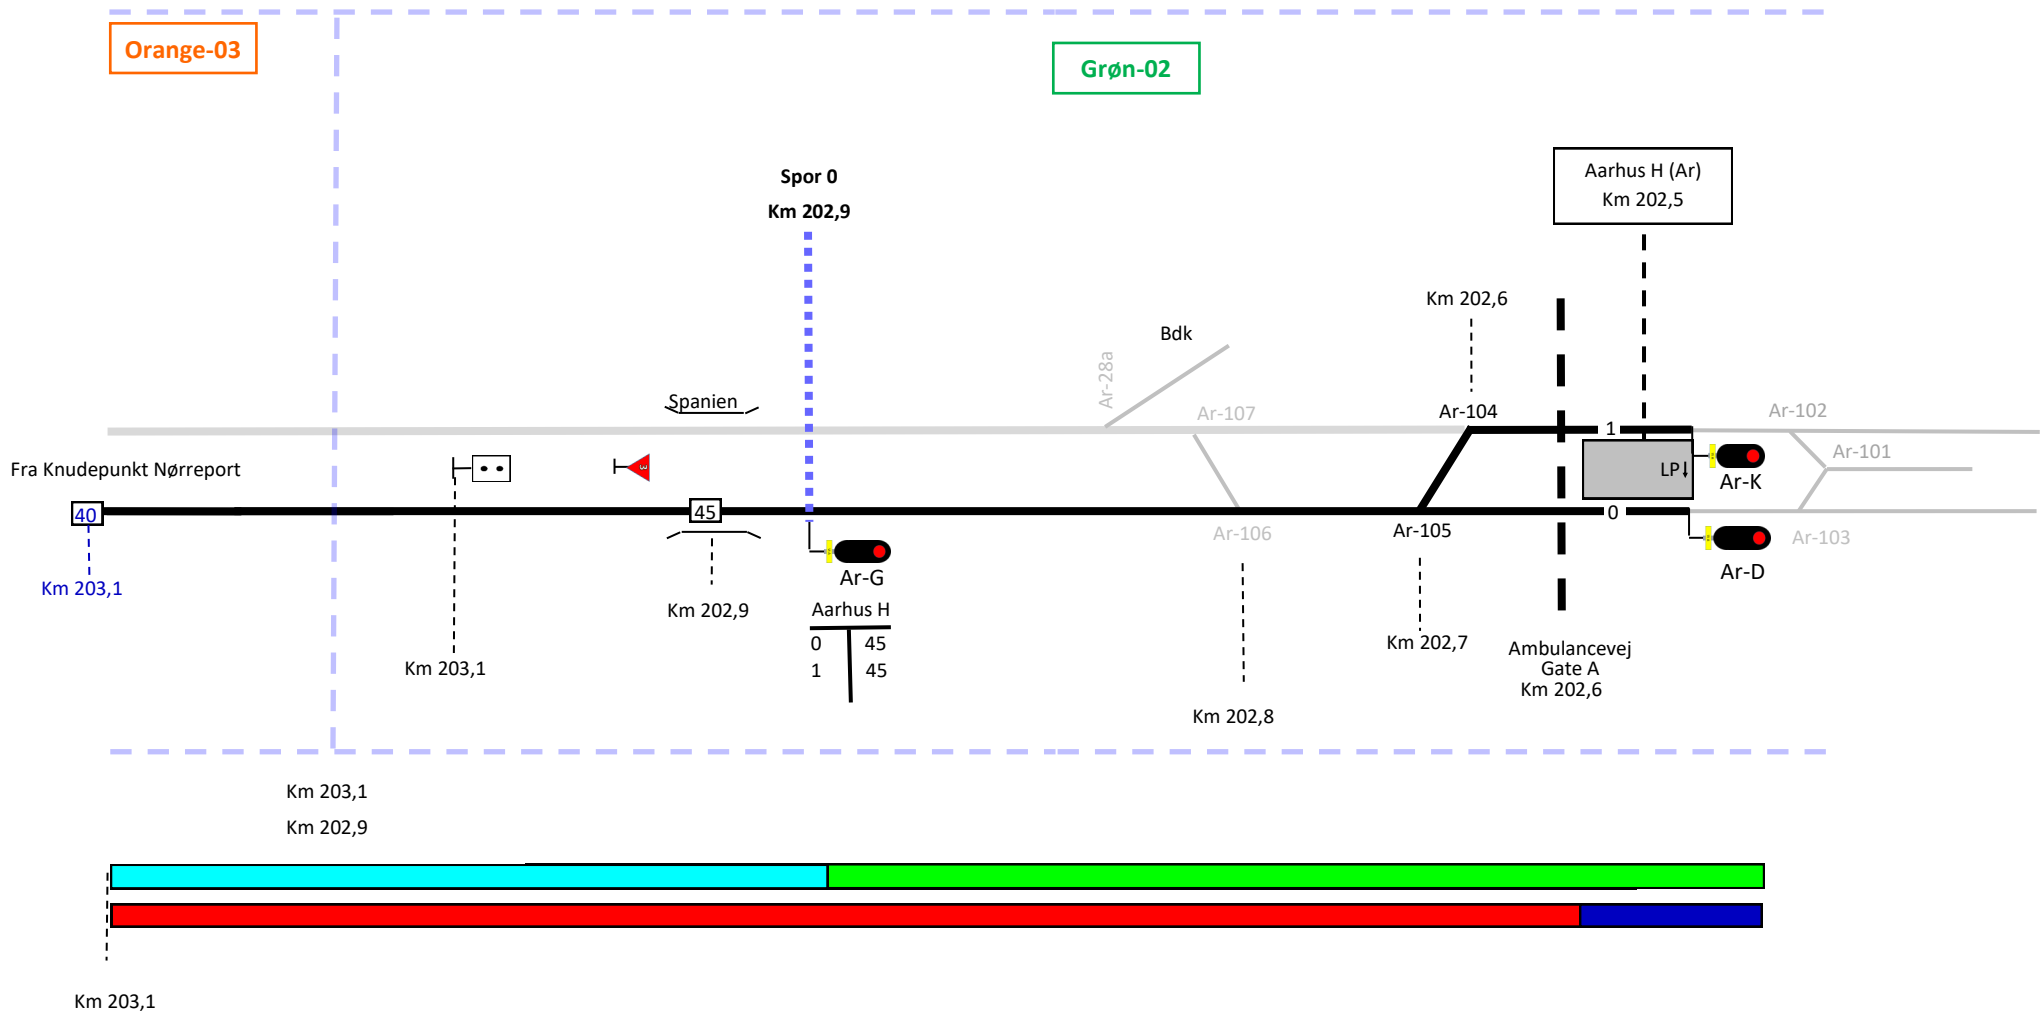 Orange-03
Grøn-02
Aarhus H (Ar)
Km 202,5
Spor 0
Km 202,9
Km 202,6
Bdk
Ar-28a
Spanien
Ar-107
Ar-104
1
Ar-102
Fra Knudepunkt Nørreport
3
LP↓
Ar-101
Ar-K
40
45
0
Ar-106
Ar-105
Ar-103
Ar-G
Ar-D
Km 203,1
Km 202,9
Aarhus H
0 45
1 45
Km 202,7
Ambulancevej
Gate A
Km 202,6
Km 203,1
Km 202,8
Km 203,1
Km 202,9
Km 203,1